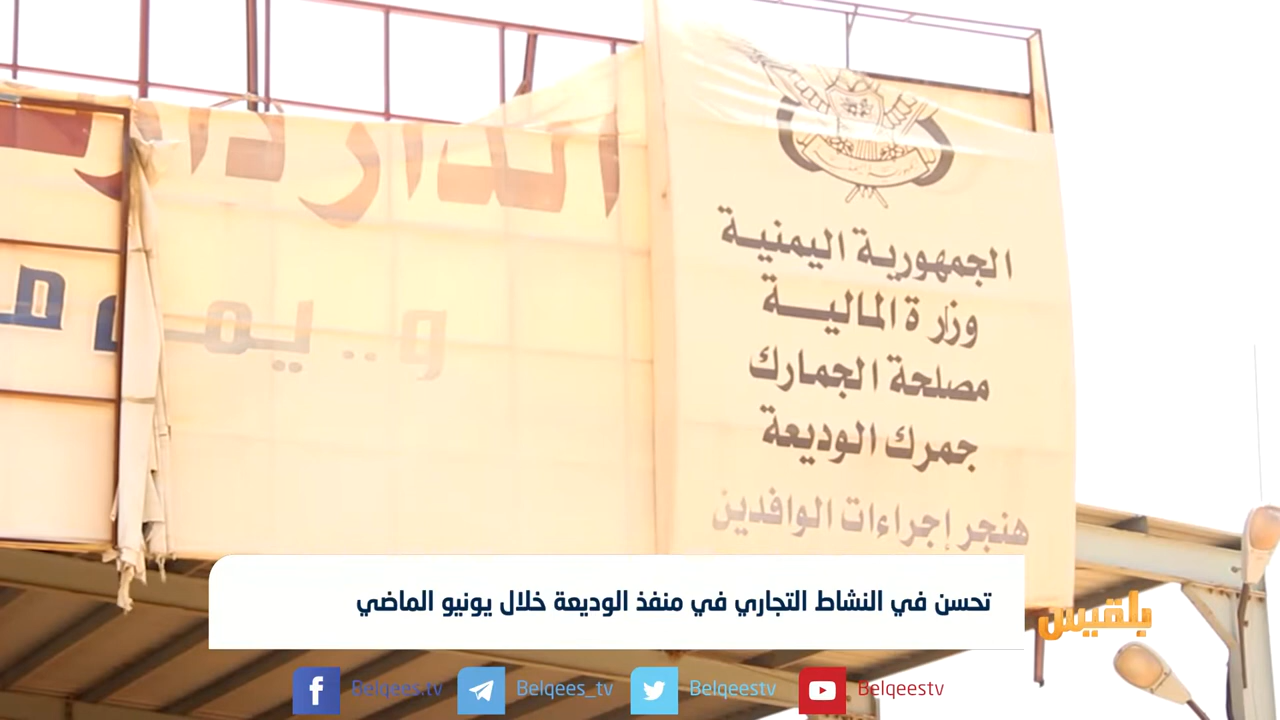 الجمهورية اليمنية
وزارة المالية
مصلحة الجمارك
جمرك الوديعة
هنجر إجراءات الوافدين
تحسن في النشاط التجاري في منفذ الوديعة خلال يونيو الماضي
بلقيس
Belqees.tv
Belqees_tv
Belqeestv
Belqeestv